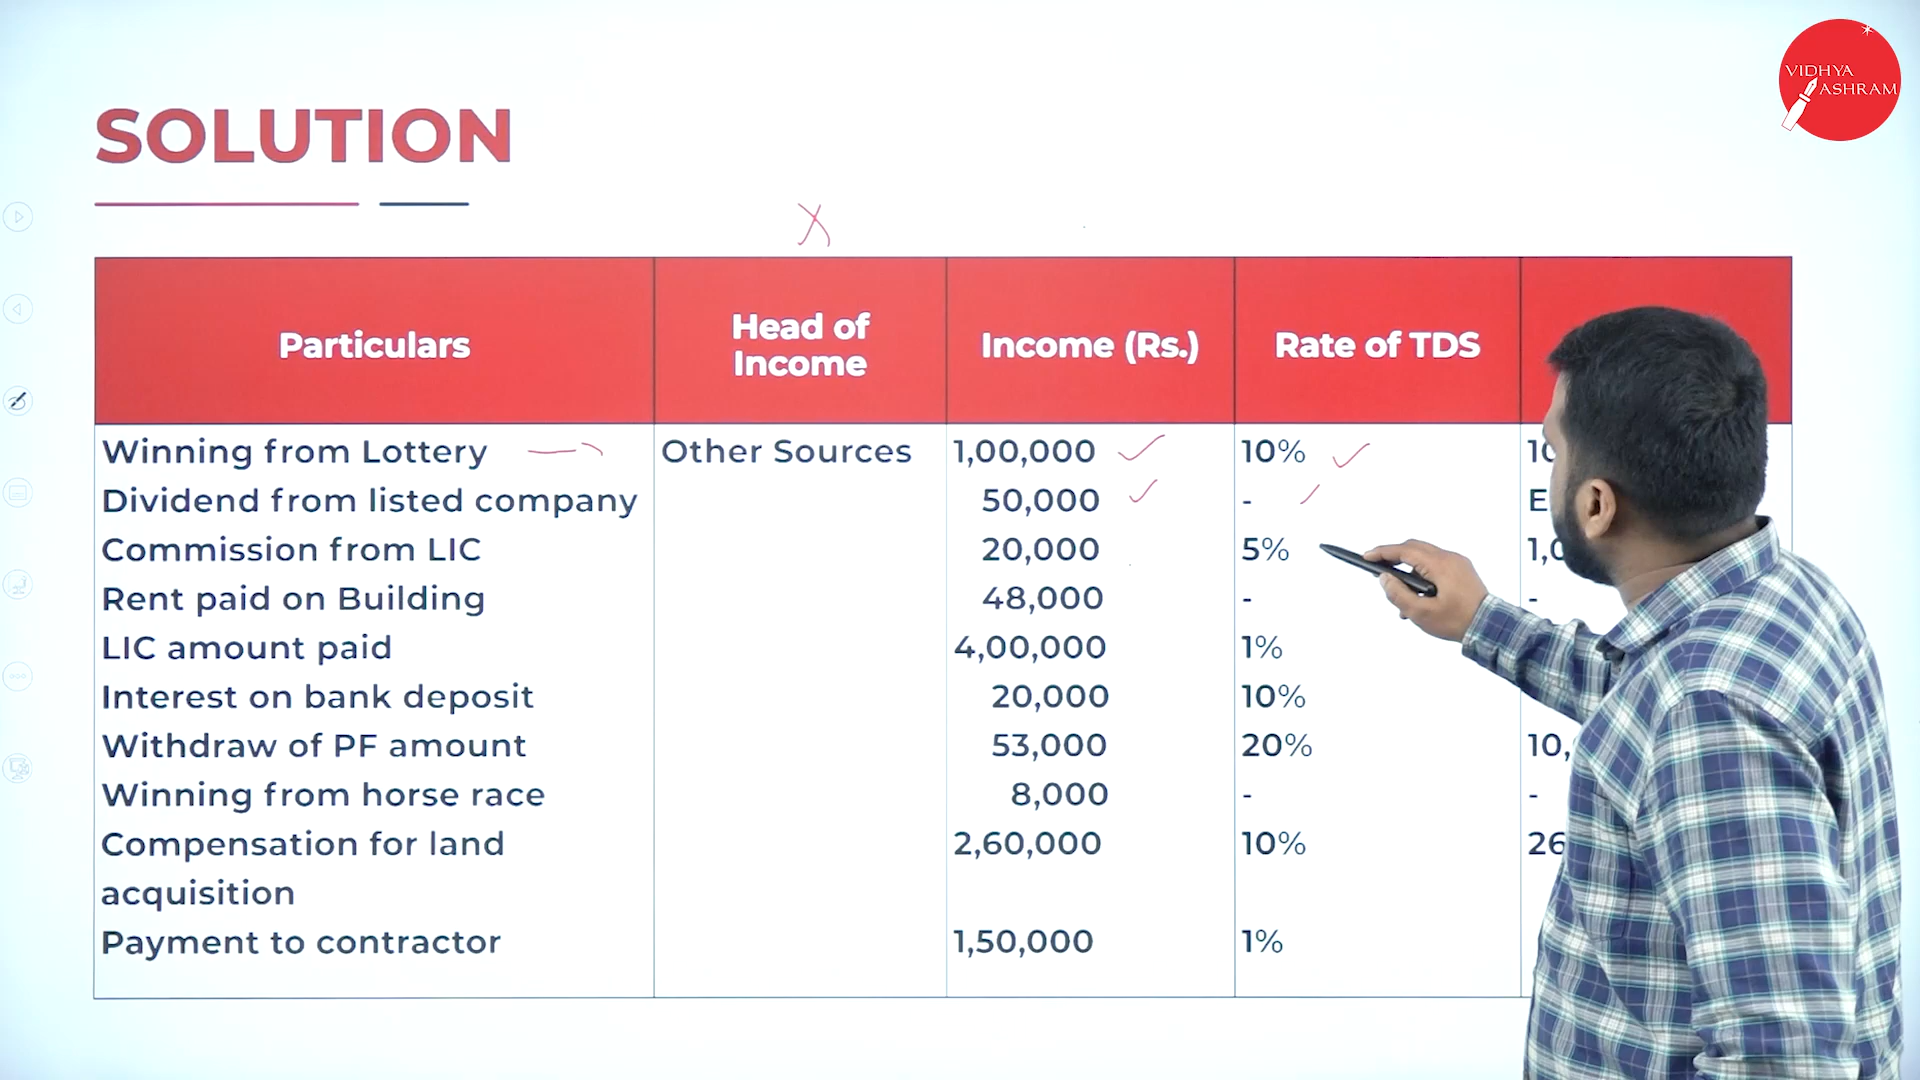 VIDHYA
ASHRAM
SOLUTION
Particulars Head of Income Income (Rs.) Rate of TDS
Winning from Lottery Other Sources 1,00,000 10%
Dividend from listed company 50,000 -
Commission from LIC 20,000 5%
Rent paid on Building 48,000 - -
LIC amount paid 4,00,000 1%
Interest on bank deposit 20,000 10%
Withdraw of PF amount 53,000 20%
Winning from horse race 8,000 - -
Compensation for land 2,60,000 10%
acquisition
Payment to contractor 1,50,000 1%